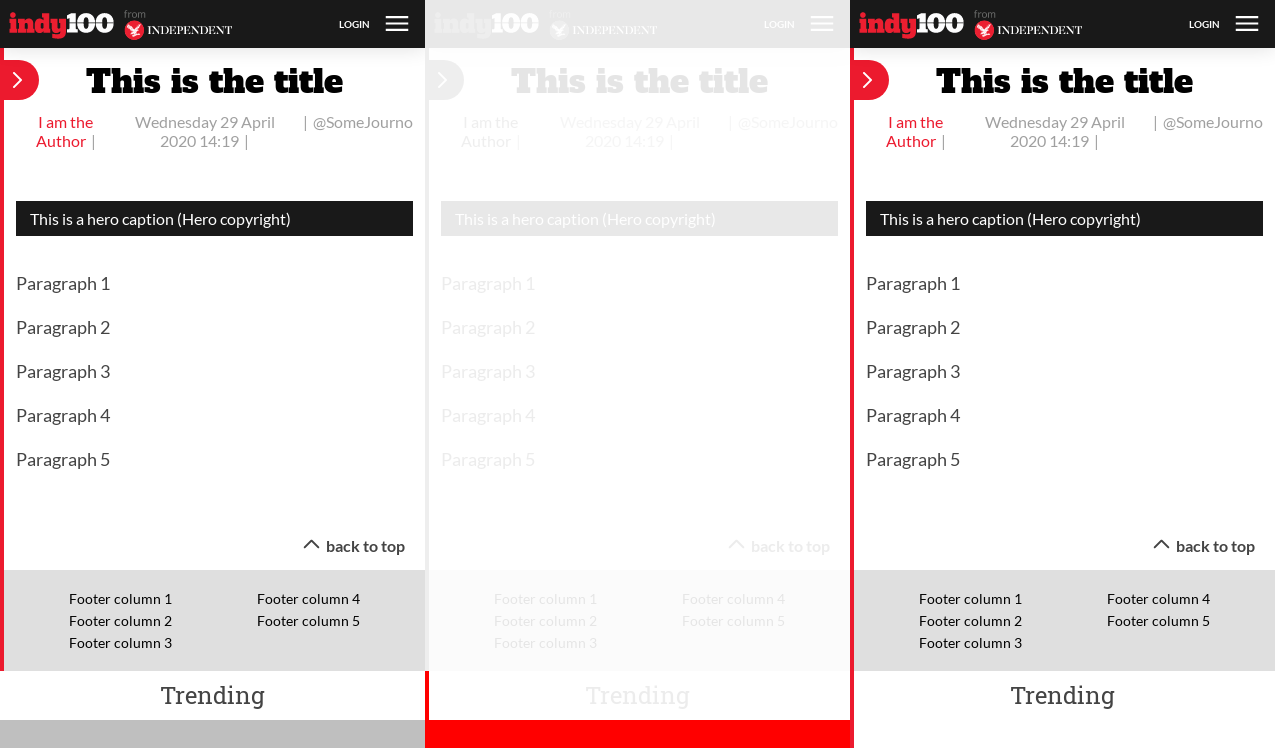 indy100 from INDEPENDENT LOGIN
This is the title
I am the Author | Wednesday 29 April 2020 14:19 | | @SomeJourno
This is a hero caption (Hero copyright)
Paragraph 1
Paragraph 2
Paragraph 3
Paragraph 4
Paragraph 5
back to top
Footer column 1
Footer column 2
Footer column 3
Footer column 4
Footer column 5
Trending
indy100 from INDEPENDENT LOGIN
This is the title
I am the Author | Wednesday 29 April 2020 14:19 | | @SomeJourno
This is a hero caption (Hero copyright)
Paragraph 1
Paragraph 2
Paragraph 3
Paragraph 4
Paragraph 5
back to top
Footer column 1
Footer column 2
Footer column 3
Footer column 4
Footer column 5
Trending
indy100 from INDEPENDENT LOGIN
This is the title
I am the Author | Wednesday 29 April 2020 14:19 | | @SomeJourno
This is a hero caption (Hero copyright)
Paragraph 1
Paragraph 2
Paragraph 3
Paragraph 4
Paragraph 5
back to top
Footer column 1
Footer column 2
Footer column 3
Footer column 4
Footer column 5
Trending